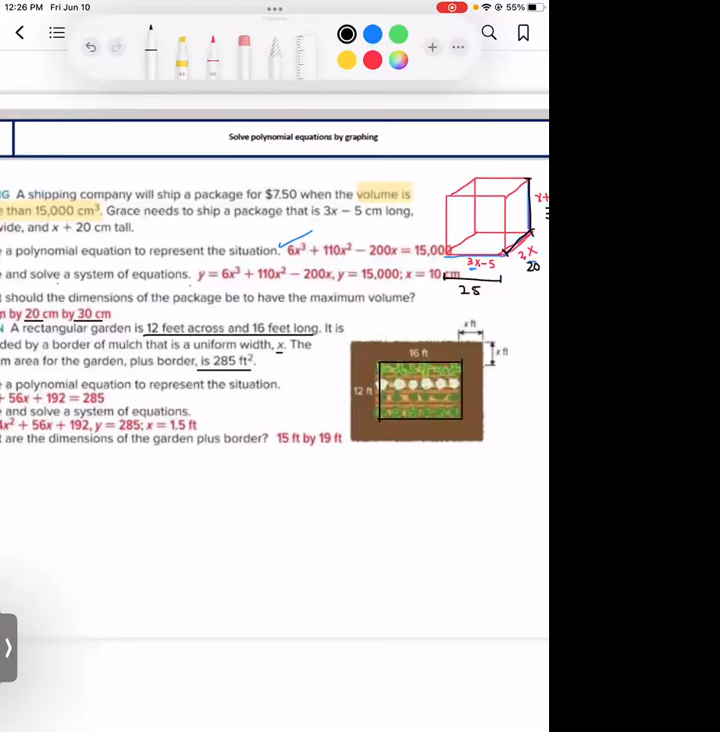 12:26 PM Fri Jun 10
55%
Solve polynomial equations by graphing
G A shipping company will ship a package for $7.50 when the volume is
than 15,000 cm³. Grace needs to ship a package that is 3x − 5 cm long,
wide, and x + 20 cm tall.
a polynomial equation to represent the situation. 6x³ + 110x² − 200x = 15,000
and solve a system of equations. y = 6x³ + 110x² − 200x, y = 15,000; x = 10 cm
should the dimensions of the package be to have the maximum volume?
by 20 cm by 30 cm
x+
3x-5
2x
20
25
N A rectangular garden is 12 feet across and 16 feet long. It is
ded by a border of mulch that is a uniform width, x. The
m area for the garden, plus border, is 285 ft².
a polynomial equation to represent the situation.
+ 56x + 192 = 285
and solve a system of equations.
4x² + 56x + 192, y = 285; x = 1.5 ft
are the dimensions of the garden plus border? 15 ft by 19 ft
x ft
16 ft
x ft
12 ft